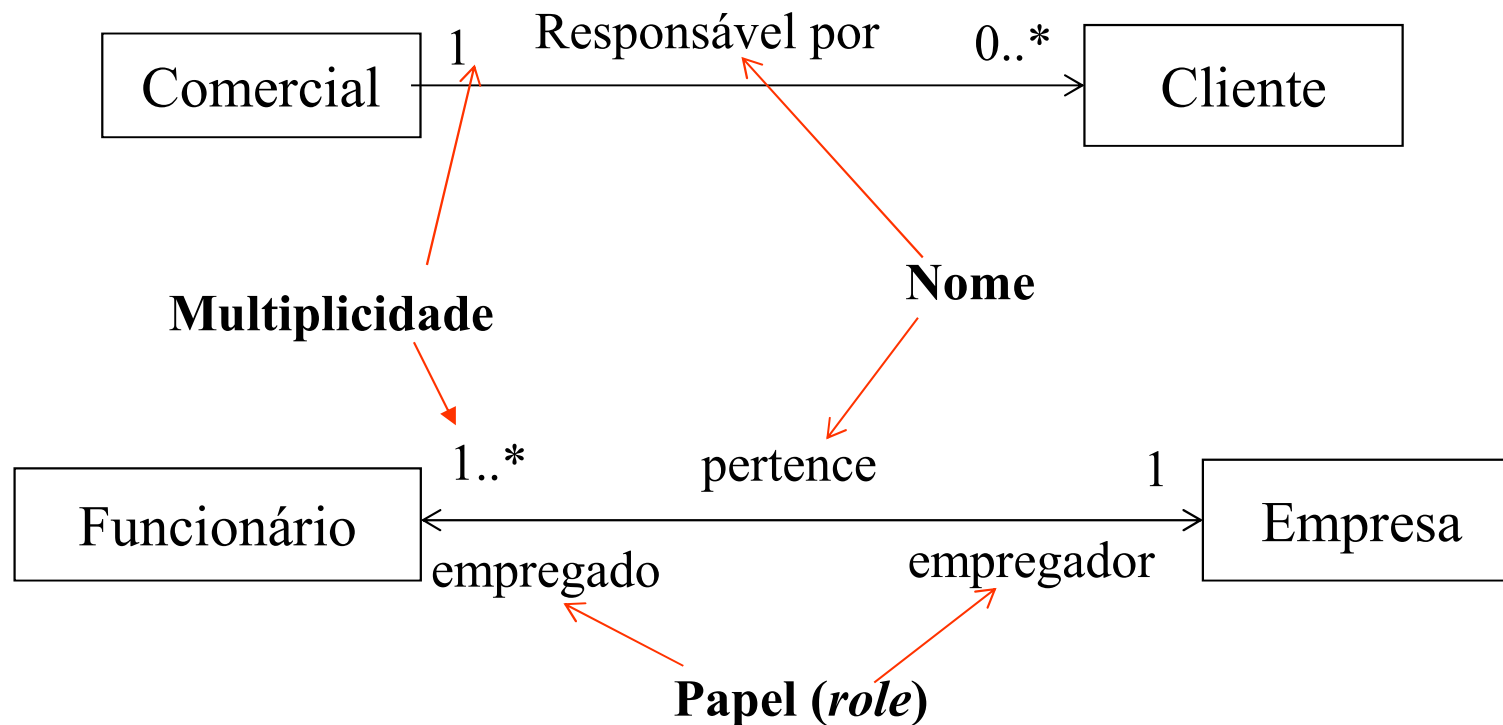 1 Responsável por 0..*
Comercial Cliente
Nome
Multiplicidade
1..* pertence 1
Funcionário Empresa
empregado empregador
Papel (role)